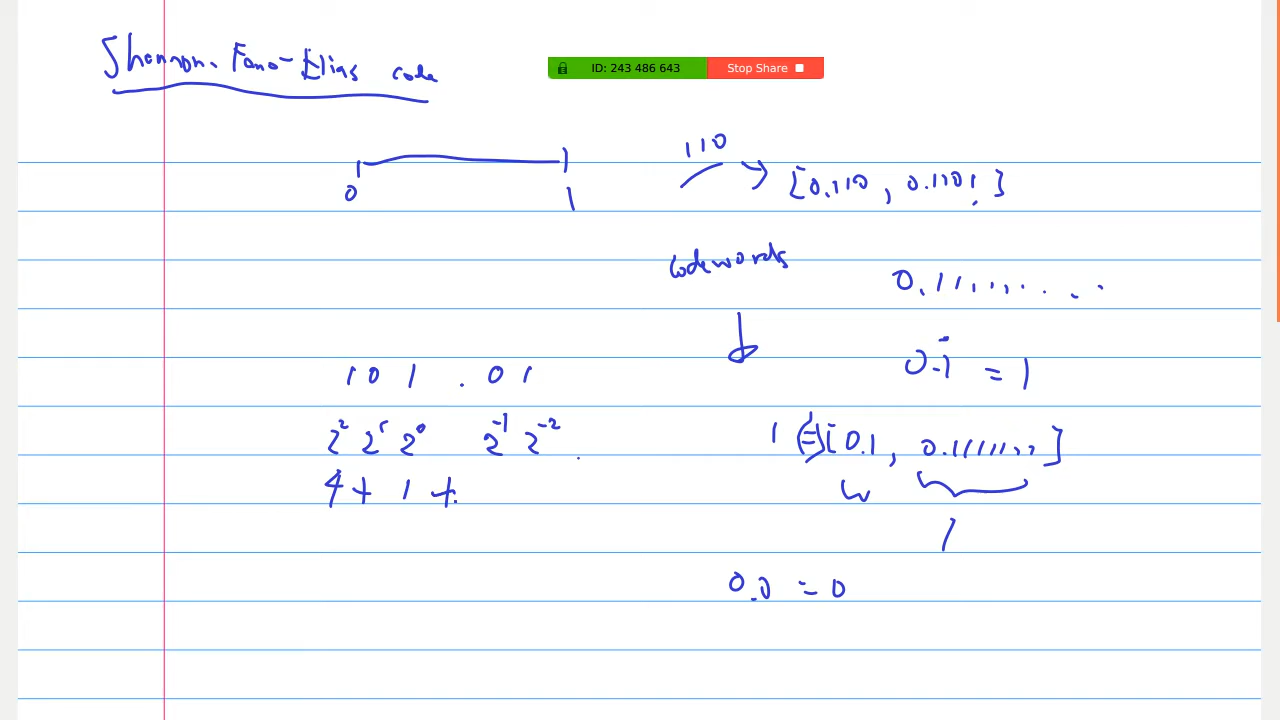 Shannon-Fano-Elias code
ID: 243 486 643 Stop Share
0 1
110 → [0.110, 0.1101̇]
codewords
0.1111.....
0.1̇ = 1
101.01
2² 2¹ 2⁰ 2⁻¹ 2⁻²
4 + 1 +
1 (=) [0.1, 0.1111111..]
1
0.0 = 0